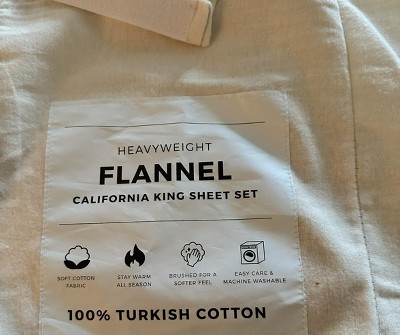 HEAVYWEIGHT
FLANNEL
CALIFORNIA KING SHEET SET
SOFT COTTON
FABRIC
STAY WARM
ALL SEASON
BRUSHED FOR A
SOFTER FEEL
EASY CARE &
MACHINE WASHABLE
100% TURKISH COTTON